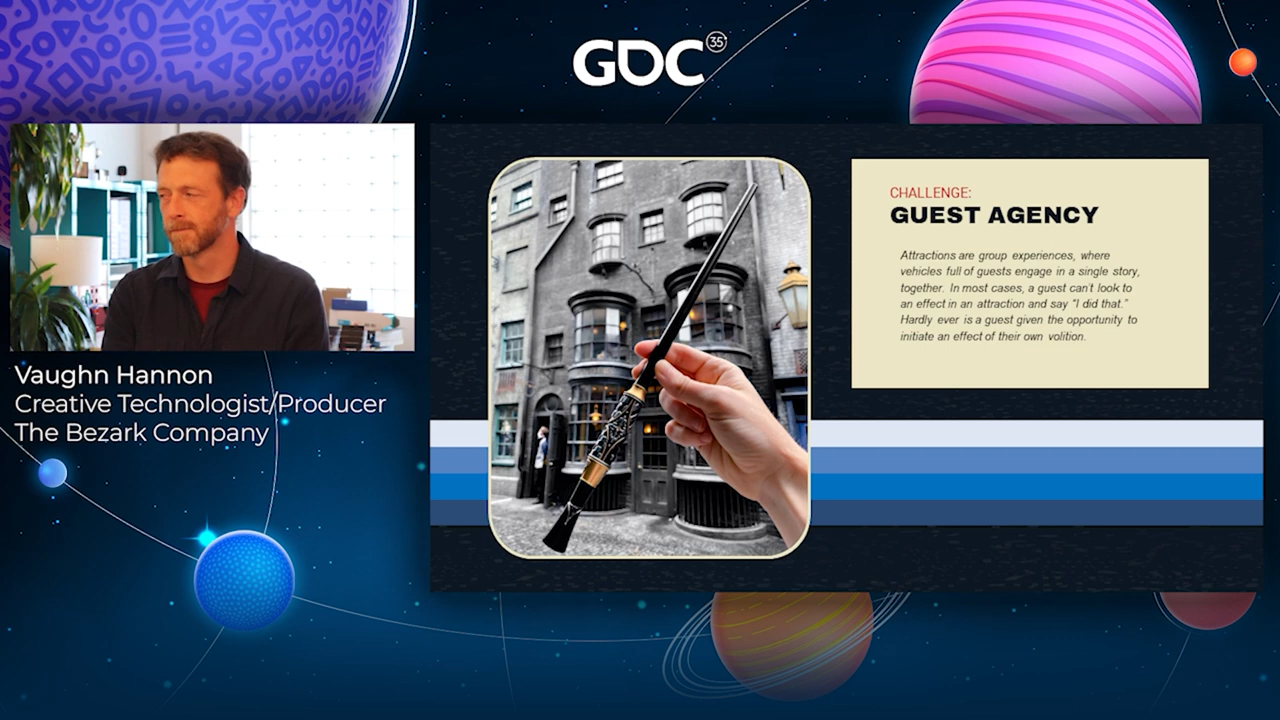 GDC 35
Vaughn Hannon
Creative Technologist/Producer
The Bezark Company
CHALLENGE:
GUEST AGENCY
Attractions are group experiences, where
vehicles full of guests engage in a single story,
together. In most cases, a guest can't look to
an effect in an attraction and say "I did that."
Hardly ever is a guest given the opportunity to
initiate an effect of their own volition.